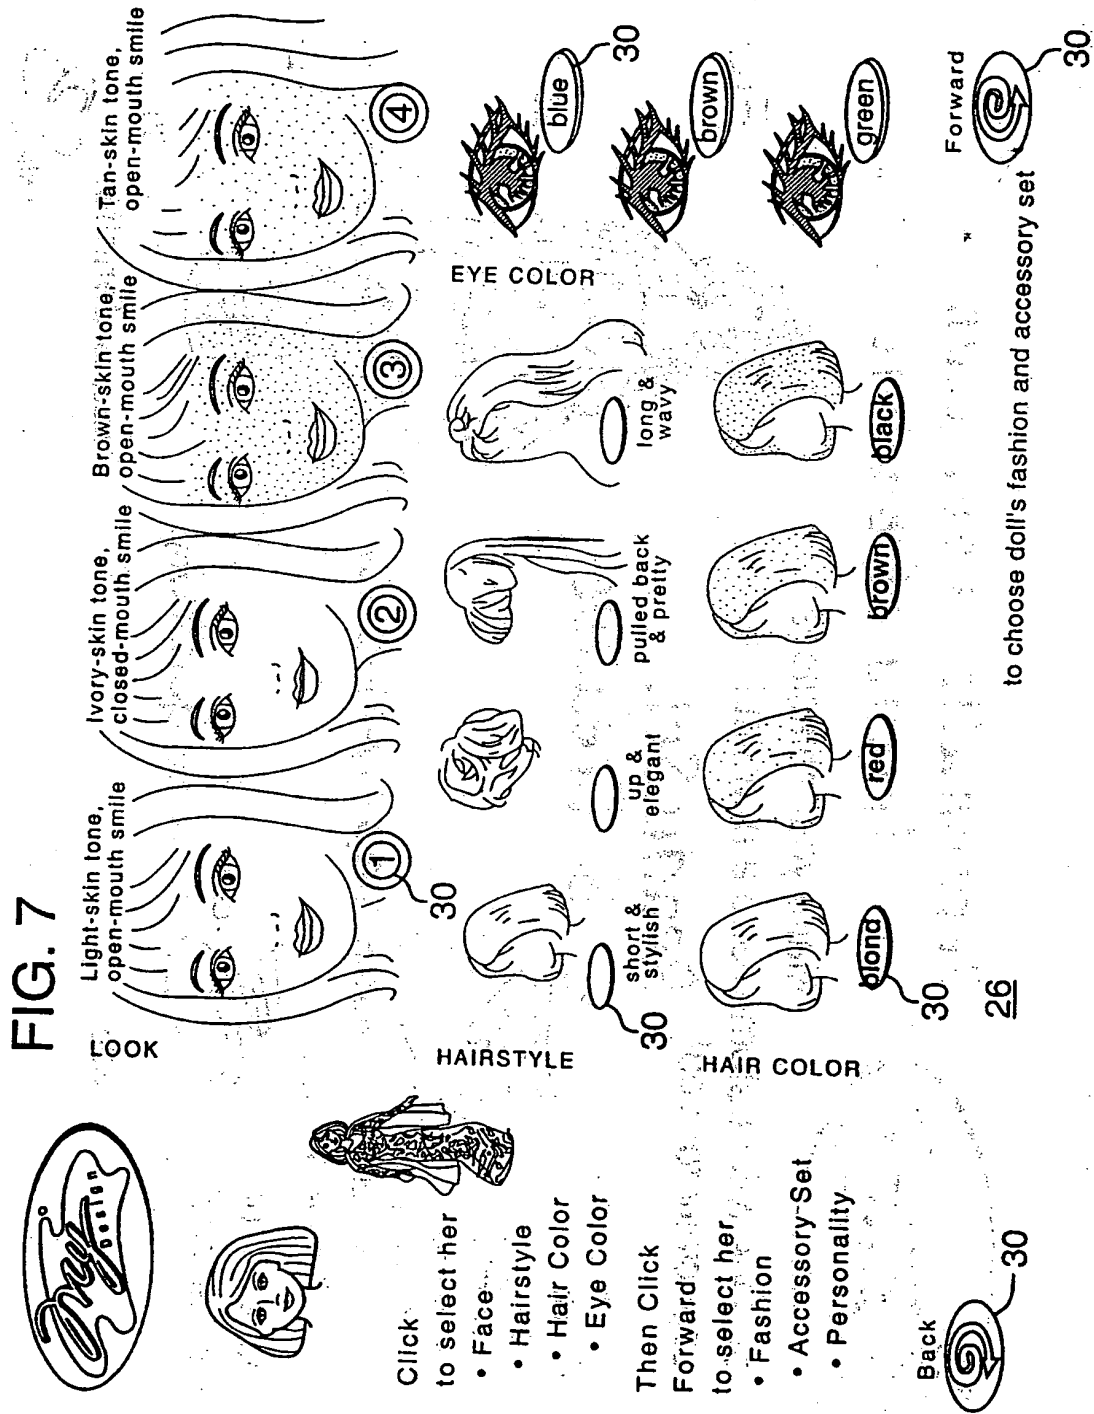 FIG. 7
My
Design
Click
to select her
• Face
• Hairstyle
• Hair Color
• Eye Color
Then Click
Forward
to select her
• Fashion
• Accessory-Set
• Personality
Back
30
LOOK
Light-skin tone,
open-mouth smile
1
30
Ivory-skin tone,
closed-mouth smile
2
Brown-skin tone,
open-mouth smile
3
Tan-skin tone,
open-mouth smile
4
HAIRSTYLE
30
short &
stylish
up &
elegant
pulled back
& pretty
long &
wavy
EYE COLOR
blue
30
brown
green
HAIR COLOR
blond
30
red
brown
black
26
to choose doll's fashion and accessory set
Forward
30